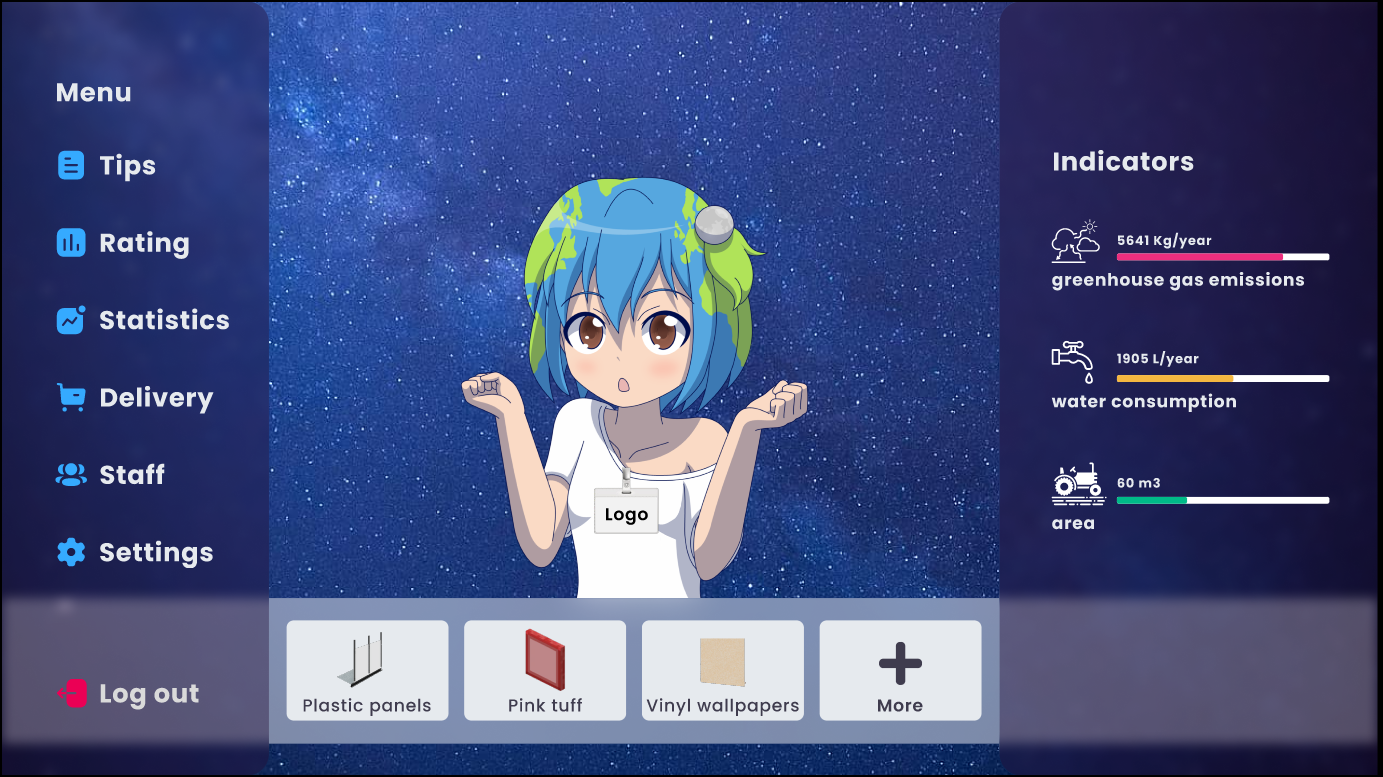 Menu
Tips
Rating
Statistics
Delivery
Staff
Settings
Log out
Logo
Plastic panels
Pink tuff
Vinyl wallpapers
More
Indicators
5641 Kg/year
greenhouse gas emissions
1905 L/year
water consumption
60 m3
area